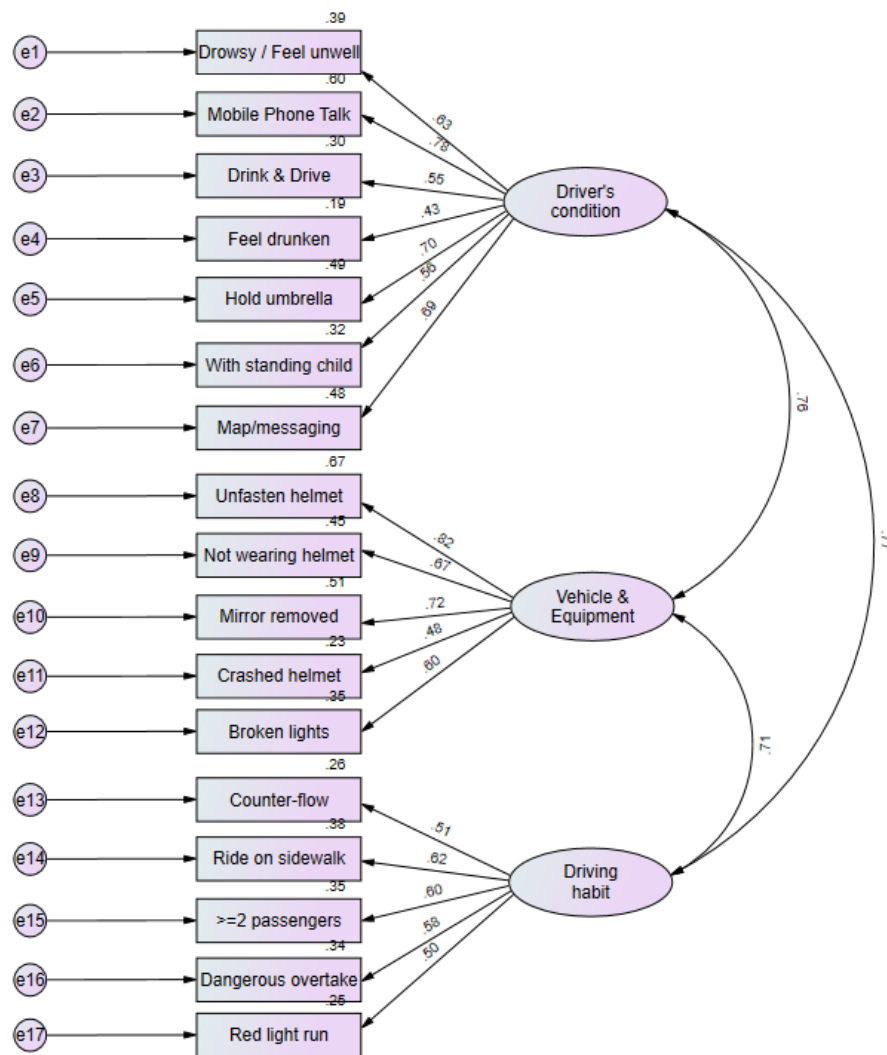 .39
e1
Drowsy / Feel unwell
.63
.60
e2
Mobile Phone Talk
.78
.30
e3
Drink & Drive
.55
.19
e4
Feel drunken
.43
.49
e5
Hold umbrella
.70
.32
e6
With standing child
.56
.48
e7
Map/messaging
.69
Driver's
condition
.76
.67
e8
Unfasten helmet
.82
.45
e9
Not wearing helmet
.67
.51
e10
Mirror removed
.72
.23
e11
Crashed helmet
.48
.35
e12
Broken lights
.60
Vehicle &
Equipment
.71
.26
e13
Counter-flow
.51
.38
e14
Ride on sidewalk
.62
.35
e15
>=2 passengers
.60
.34
e16
Dangerous overtake
.58
.25
e17
Red light run
.50
Driving
habit